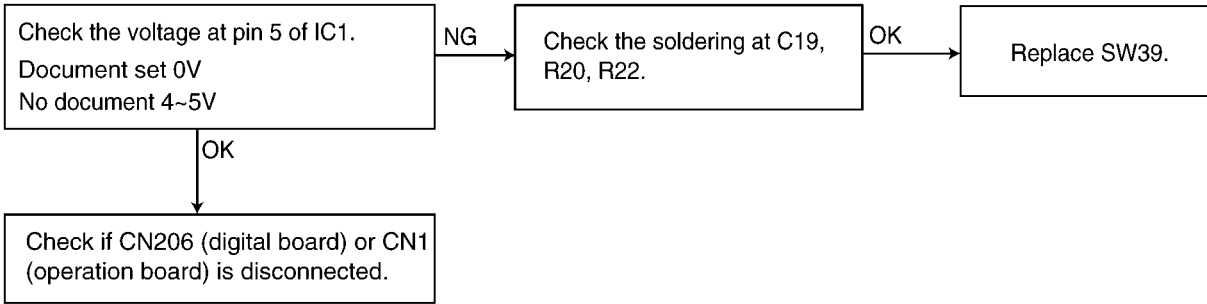 Check the voltage at pin 5 of IC1.
Document set 0V
No document 4~5V
NG
Check the soldering at C19,
R20, R22.
OK
Replace SW39.
OK
Check if CN206 (digital board) or CN1
(operation board) is disconnected.